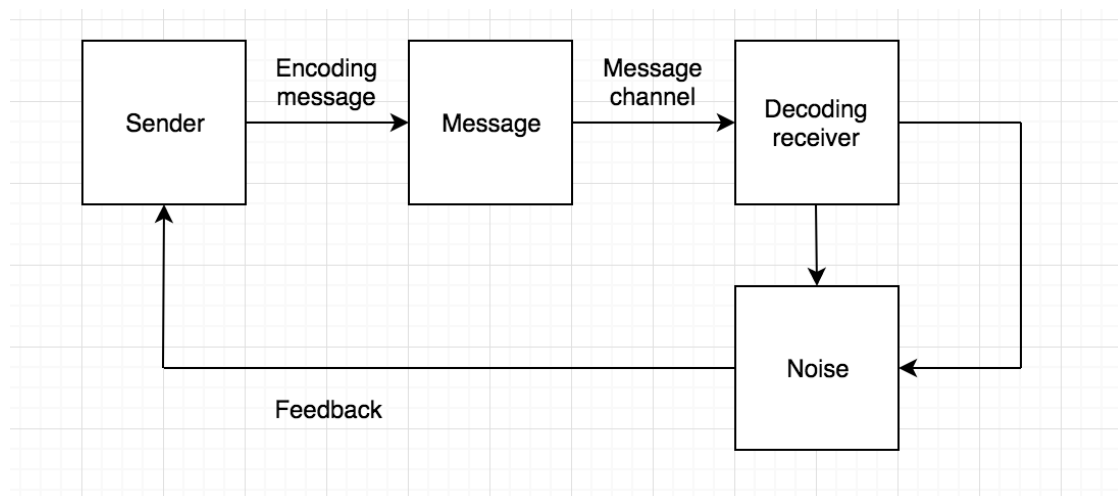 Sender
Encoding
message
Message
Message
channel
Decoding
receiver
Noise
Feedback